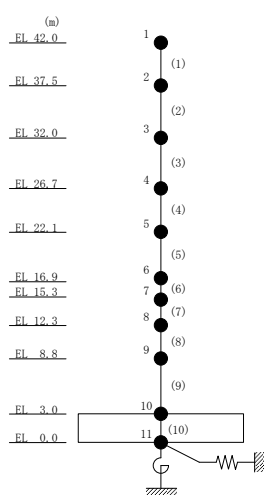 (m)
EL 42.0 1
(1)
EL 37.5 2
(2)
EL 32.0 3
(3)
EL 26.7 4
(4)
EL 22.1 5
(5)
EL 16.9 6
(6)
EL 15.3 7
(7)
EL 12.3 8
(8)
EL 8.8 9
(9)
EL 3.0 10
(10)
EL 0.0 11